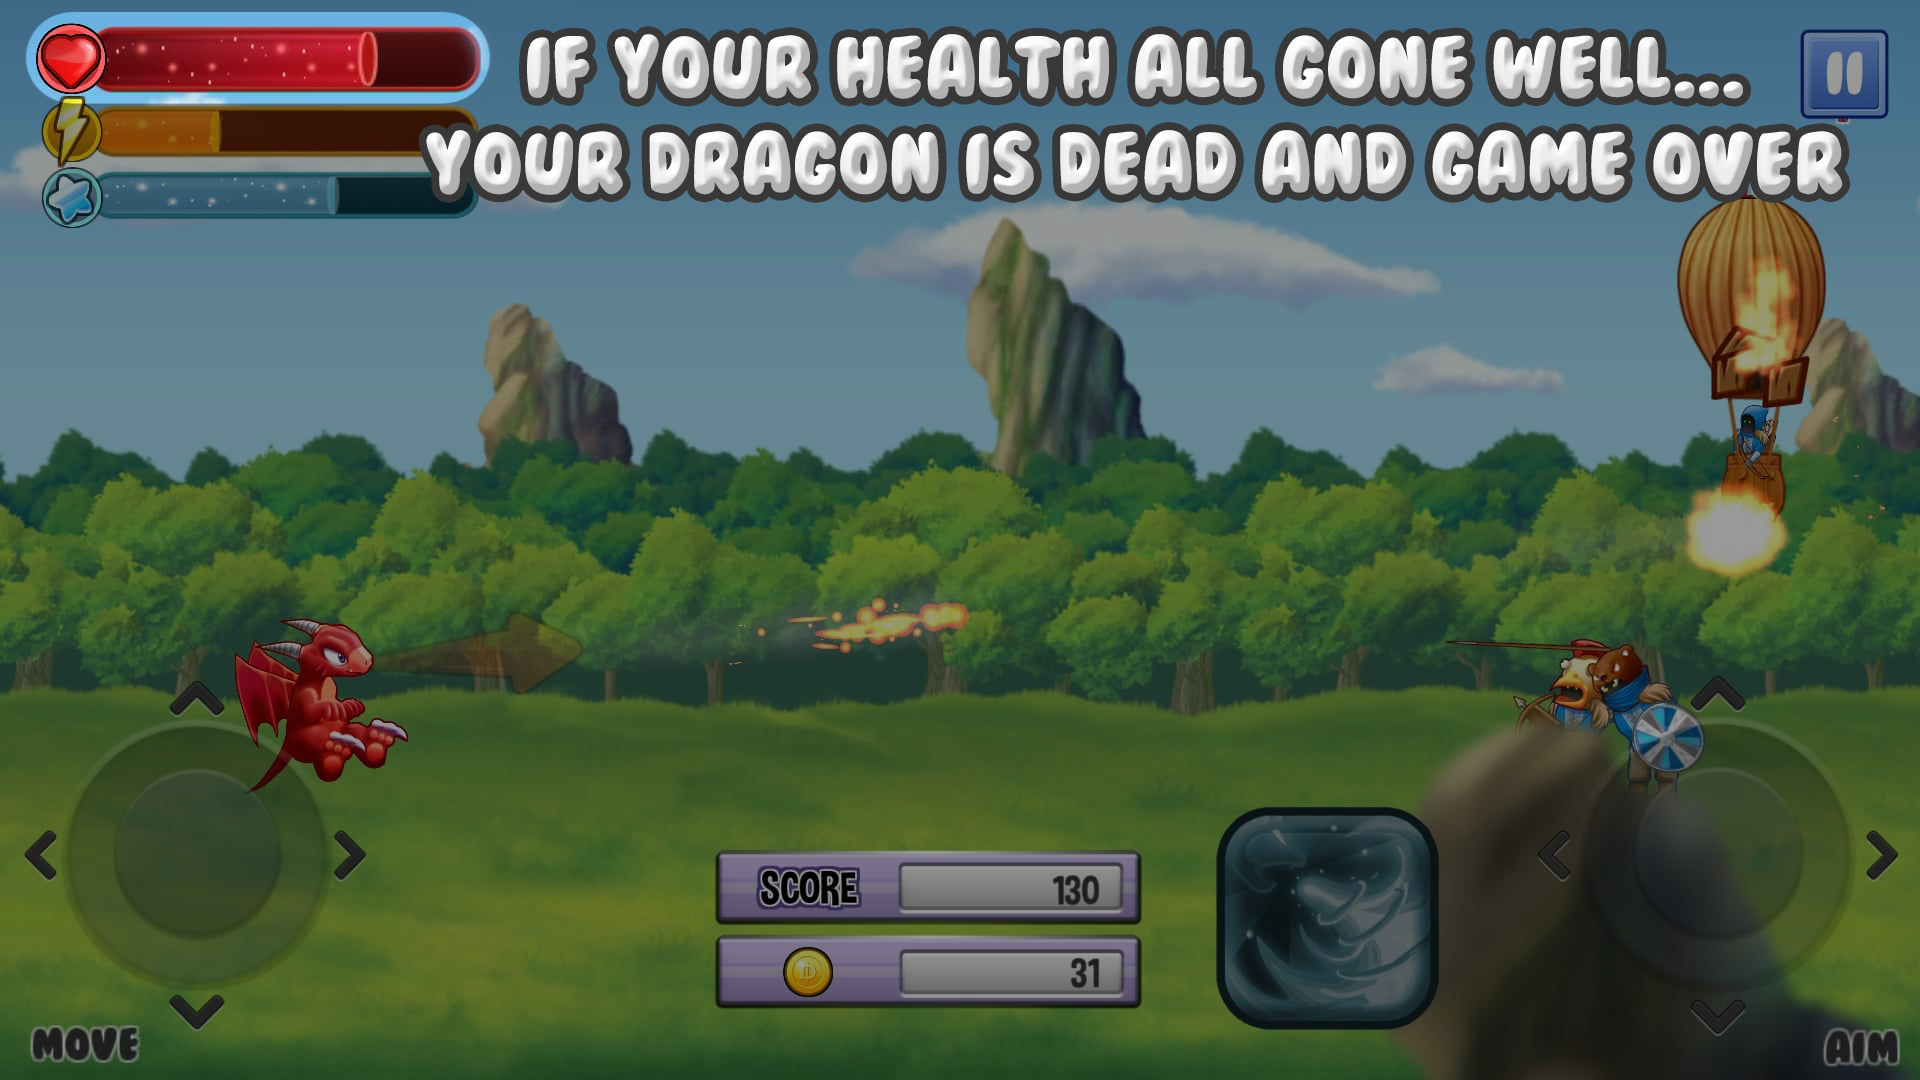 IF YOUR HEALTH ALL GONE WELL...
YOUR DRAGON IS DEAD AND GAME OVER
SCORE 130
31
MOVE
AIM